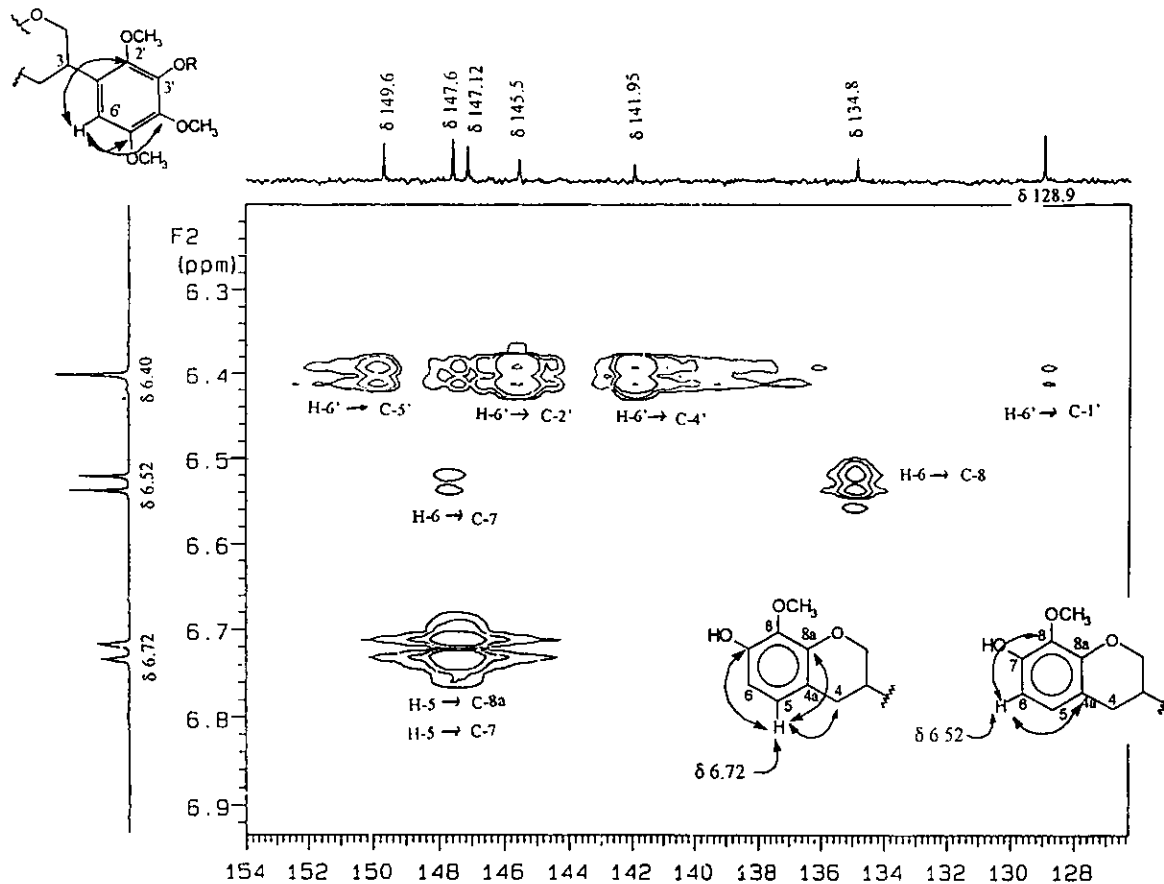 O
OCH3
3
2'
OR
3'
6'
H
OCH3
OCH3
δ 149.6
δ 147.6
δ 147.12
δ 145.5
δ 141.95
δ 134.8
δ 128.9
F2
(ppm)
6.3
6.4
6.5
6.6
6.7
6.8
6.9
δ 6.40
δ 6.52
δ 6.72
H-6' → C-5'
H-6' → C-2'
H-6' → C-4'
H-6' → C-1'
H-6 → C-7
H-6 → C-8
H-5 → C-8a
H-5 → C-7
OCH3
HO
8
8a
O
6
5
4a
4
H
δ 6.72
OCH3
HO
8
8a
O
7
6
5
4a
4
H
δ 6 52
154 152 150 148 146 144 142 140 138 136 134 132 130 128